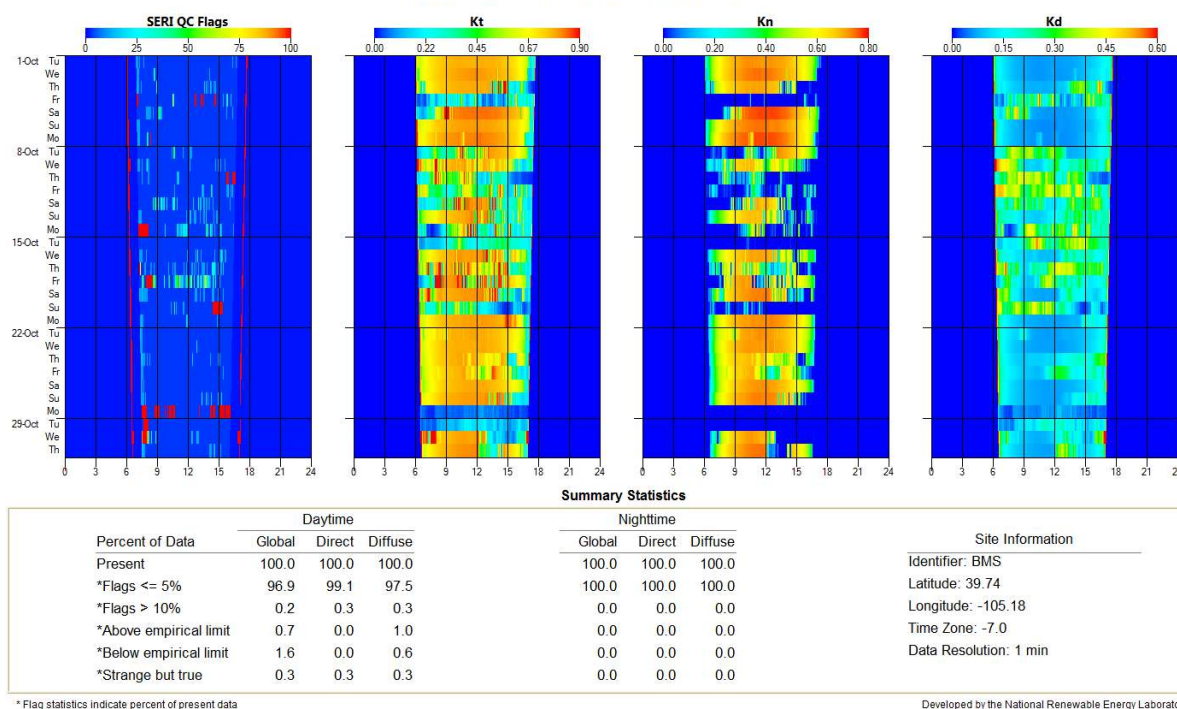 SERI QC Flags Kt Kn Kd
0 25 50 75 100 0.00 0.22 0.45 0.67 0.90 0.00 0.20 0.40 0.60 0.80 0.00 0.15 0.30 0.45 0.60
1-Oct Tu
We
Th
Fr
Sa
Su
Mo
8-Oct Tu
We
Th
Fr
Sa
Su
Mo
15-Oct Tu
We
Th
Fr
Sa
Su
Mo
22-Oct Tu
We
Th
Fr
Sa
Su
Mo
29-Oct Tu
We
Th
0 3 6 9 12 15 18 21 24 0 3 6 9 12 15 18 21 24 0 3 6 9 12 15 18 21 24 0 3 6 9 12 15 18 21
Summary Statistics
Daytime Nighttime
Percent of Data Global Direct Diffuse Global Direct Diffuse Site Information
Present 100.0 100.0 100.0 100.0 100.0 100.0 Identifier: BMS
*Flags <= 5% 96.9 99.1 97.5 100.0 100.0 100.0 Latitude: 39.74
*Flags > 10% 0.2 0.3 0.3 0.0 0.0 0.0 Longitude: -105.18
*Above empirical limit 0.7 0.0 1.0 0.0 0.0 0.0 Time Zone: -7.0
*Below empirical limit 1.6 0.0 0.6 0.0 0.0 0.0 Data Resolution: 1 min
*Strange but true 0.3 0.3 0.3 0.0 0.0 0.0
* Flag statistics indicate percent of present data Developed by the National Renewable Energy Laborato